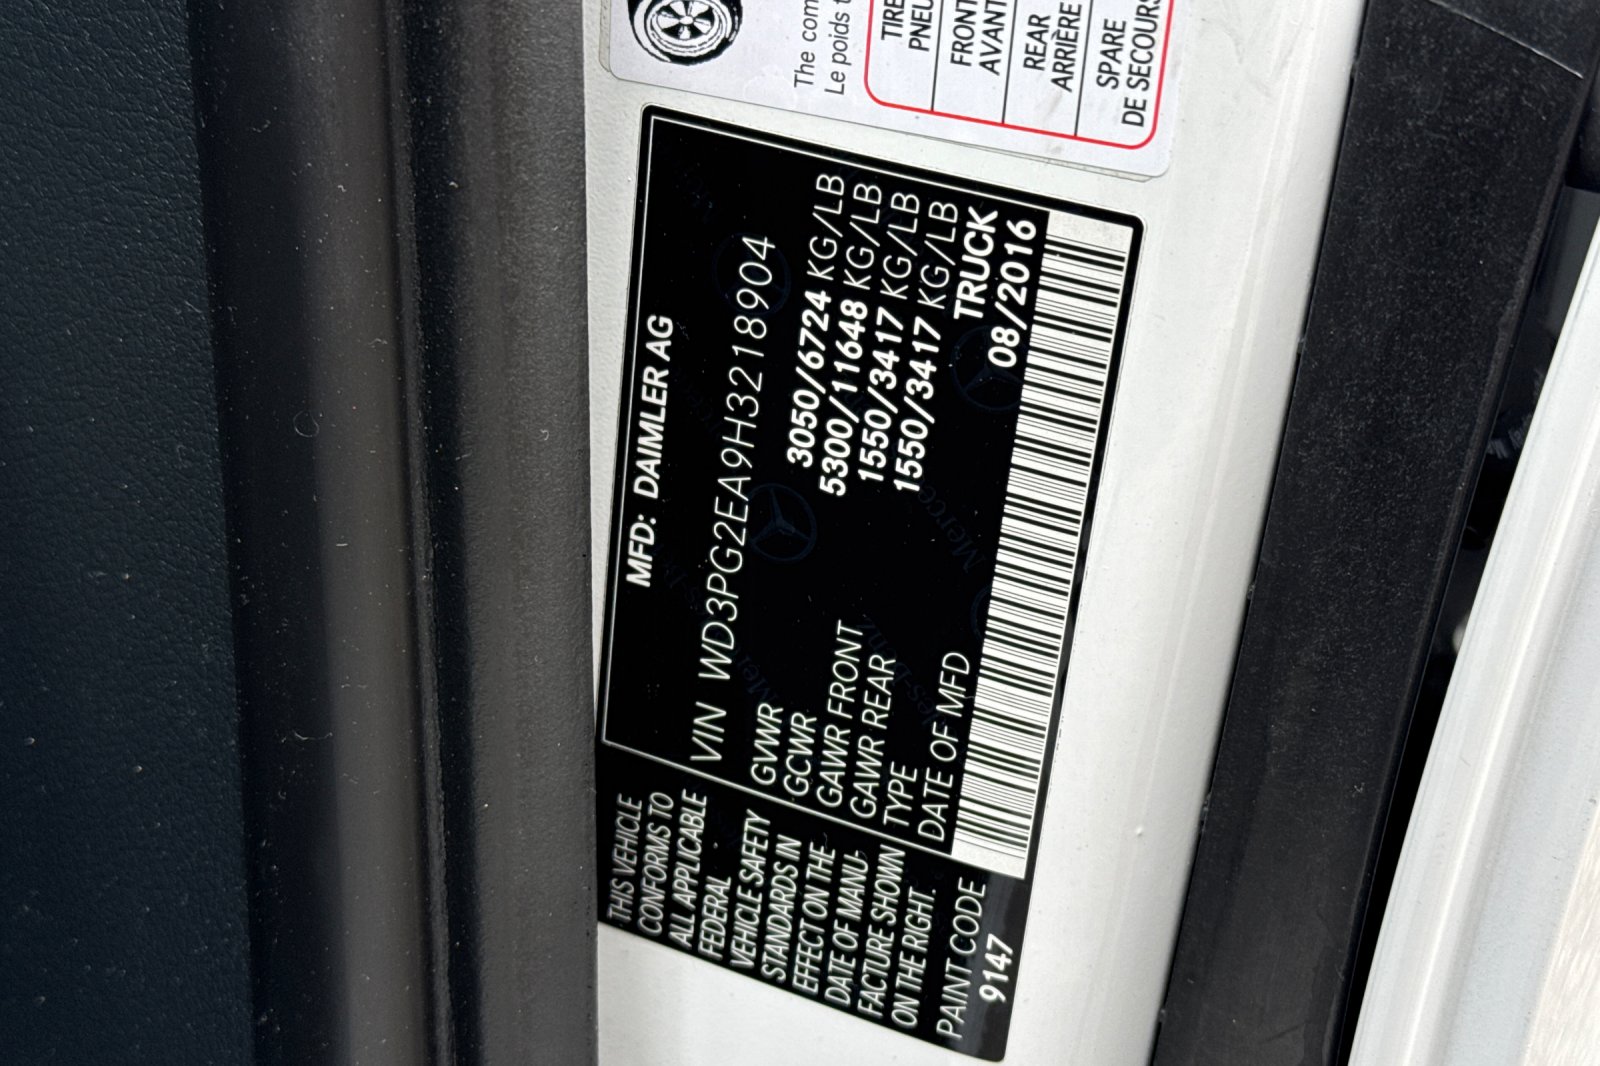 The com
Le poids t
TIRE
PNEU
FRONT
AVANT
REAR
ARRIÈRE
SPARE
DE SECOURS
MFD: DAIMLER AG
VIN WD3PG2EA9H3218904
GVWR 3050/6724 KG/LB
GCWR 5300/11648 KG/LB
GAWR FRONT 1550/3417 KG/LB
GAWR REAR 1550/3417 KG/LB
TYPE TRUCK
DATE OF MFD 08/2016
THIS VEHICLE
CONFORMS TO
ALL APPLICABLE
FEDERAL
VEHICLE SAFETY
STANDARDS IN
EFFECT ON THE
DATE OF MANU-
FACTURE SHOWN
ON THE RIGHT.
PAINT CODE
9147